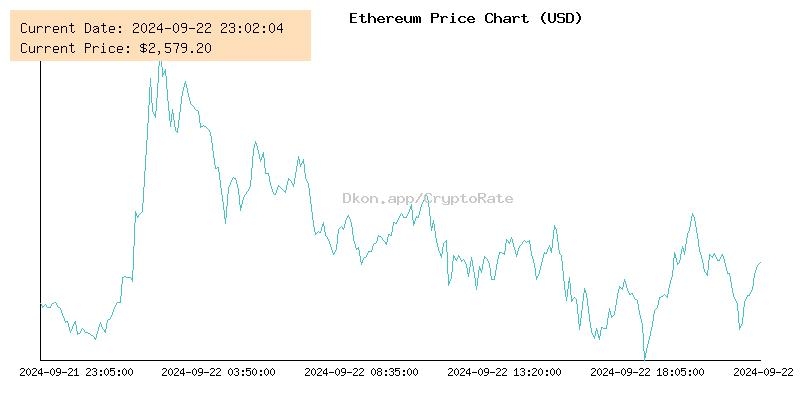 Ethereum Price Chart (USD)
Current Date: 2024-09-22 23:02:04
Current Price: $2,579.20
Dkon.app/CryptoRate
2024-09-21 23:05:00 2024-09-22 03:50:00 2024-09-22 08:35:00 2024-09-22 13:20:00 2024-09-22 18:05:00 2024-09-22